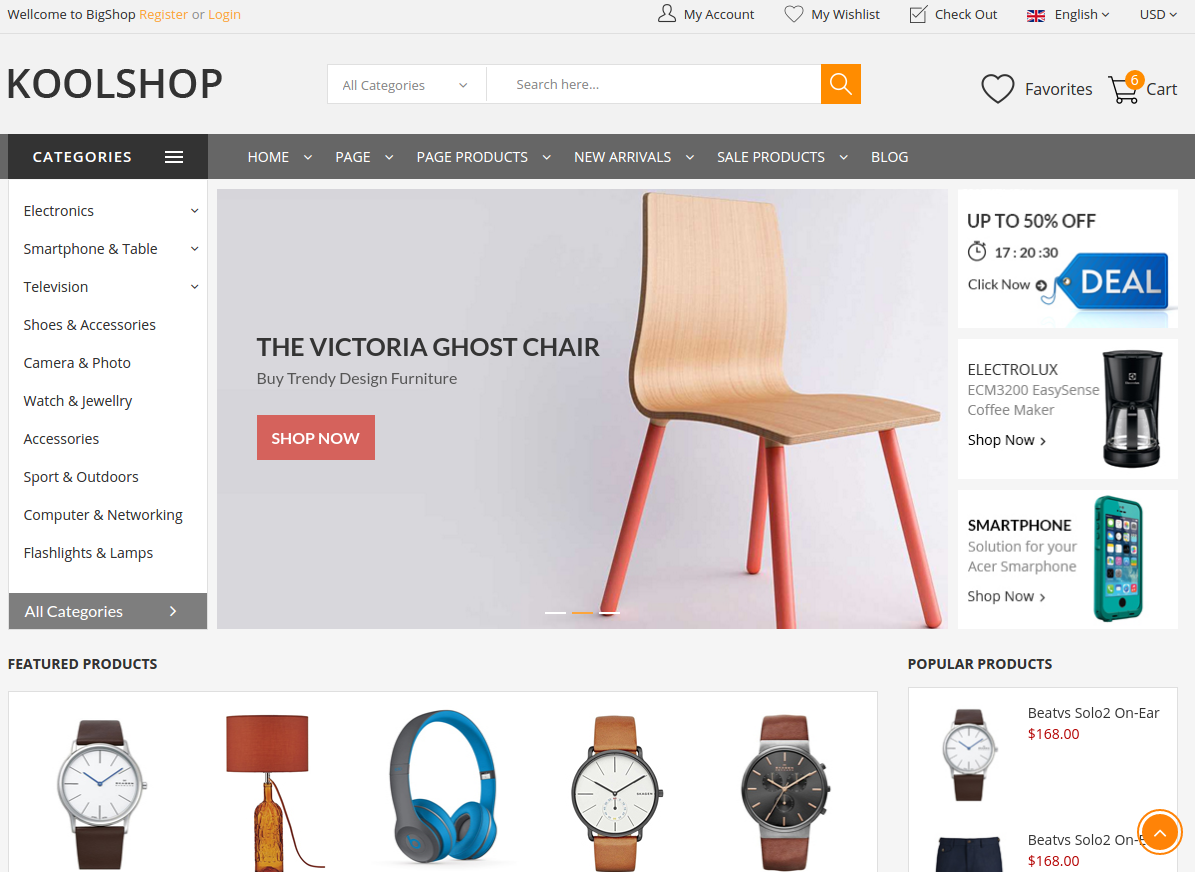 Wellcome to BigShop Register or Login
My Account
My Wishlist
Check Out
English
USD
KOOLSHOP
All Categories
Search here...
Favorites
6
Cart
CATEGORIES
HOME
PAGE
PAGE PRODUCTS
NEW ARRIVALS
SALE PRODUCTS
BLOG
Electronics
Smartphone & Table
Television
Shoes & Accessories
Camera & Photo
Watch & Jewellry
Accessories
Sport & Outdoors
Computer & Networking
Flashlights & Lamps
All Categories
THE VICTORIA GHOST CHAIR
Buy Trendy Design Furniture
SHOP NOW
UP TO 50% OFF
17 : 20 :30
Click Now
DEAL
ELECTROLUX
ECM3200 EasySense
Coffee Maker
Shop Now
SMARTPHONE
Solution for your
Acer Smarphone
Shop Now
FEATURED PRODUCTS
POPULAR PRODUCTS
Beatvs Solo2 On-Ear
$168.00
Beatvs Solo2 On-E
$168.00